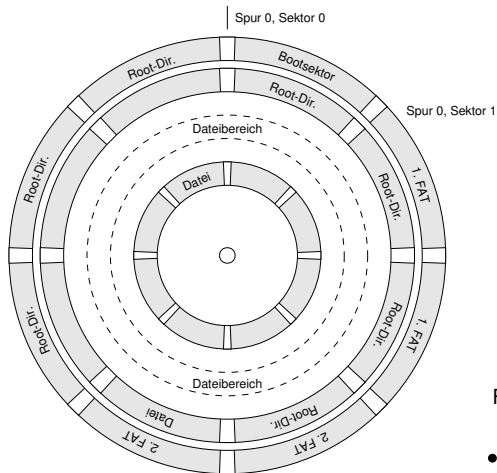 Spur 0, Sektor 0
Root-Dir.
Bootsektor
Root-Dir.
Spur 0, Sektor 1
Dateibereich
1. FAT
Root-Dir.
Datei
Root-Dir.
Root-Dir.
Root-Dir.
1. FAT
Dateibereich
Datei
Root-Dir.
2. FAT
2. FAT
F
•